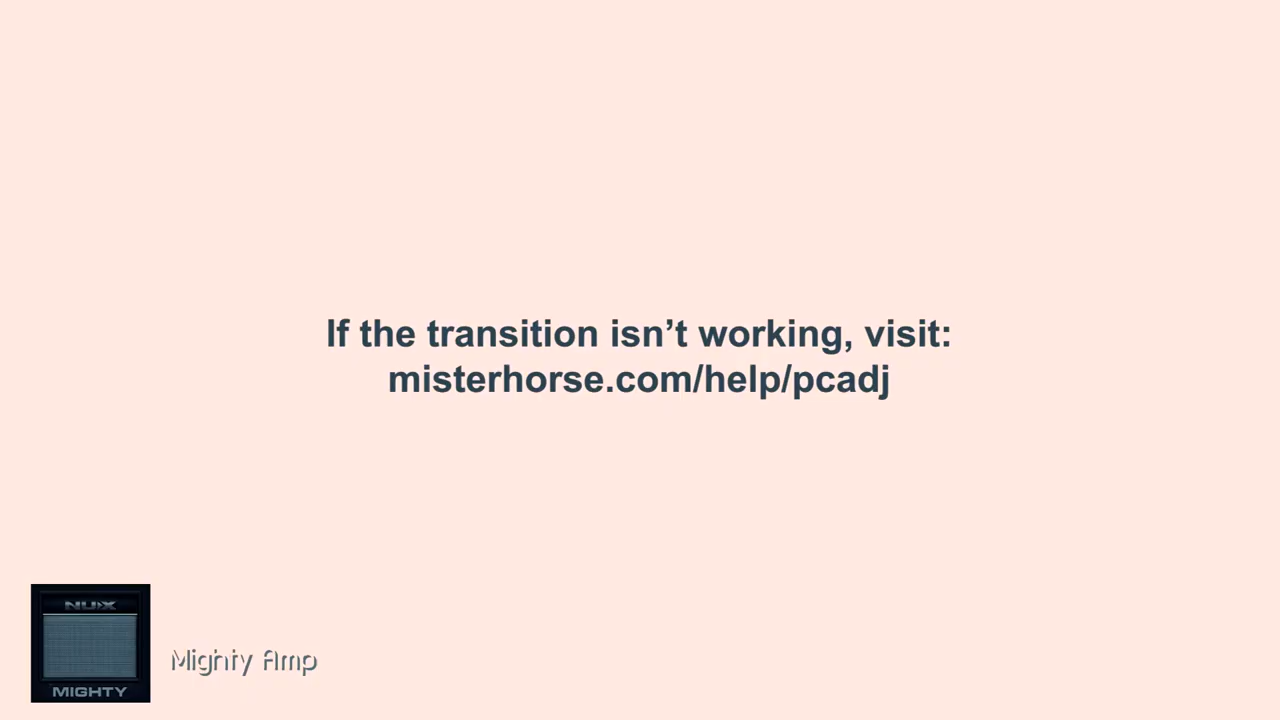 If the transition isn’t working, visit:
misterhorse.com/help/pcadj
NUX
MIGHTY
Mighty Amp